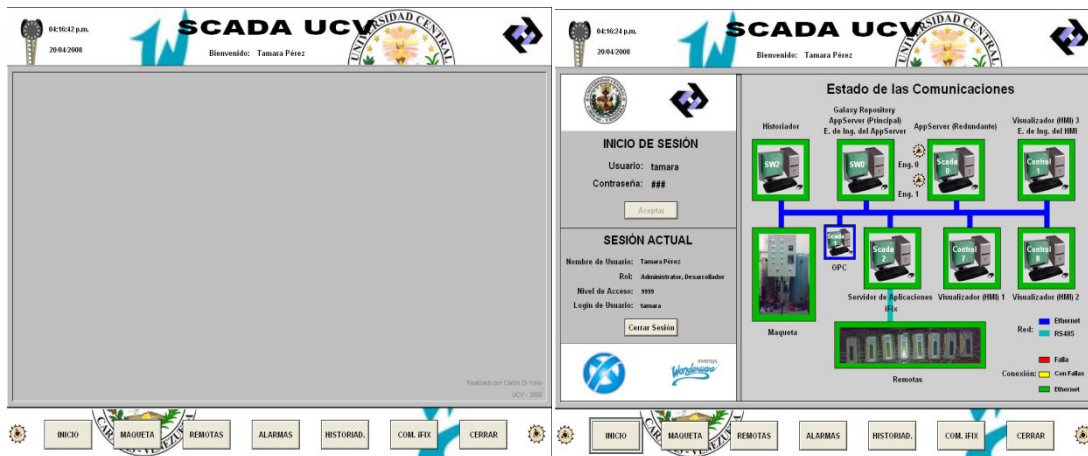 04:16:42 p.m.
20/04/2008
SCADA UCV
Bienvenido: Tamara Pérez
Realizado por Carlos Di Yorio
UCV - 2008
INICIO
MAQUETA
REMOTAS
ALARMAS
HISTORIAD.
COM. iFIX
CERRAR
04:16:24 p.m.
20/04/2008
SCADA UCV
Bienvenido: Tamara Pérez
INICIO DE SESIÓN
Usuario: tamara
Contraseña: ###
Aceptar
SESIÓN ACTUAL
Nombre de Usuario: Tamara Pérez
Rol: Administrator, Desarrollador
Nivel de Acceso: 9999
Login de Usuario: tamara
Cerrar Sesión
invensys
Wonderware
Estado de las Comunicaciones
Historiador
Galaxy Repository
AppServer (Principal)
E. de Ing. del AppServer
AppServer (Redundante)
Visualizador (HMI) 3
E. de Ing. del HMI
SW2
SW0
Eng. 0
Eng. 1
Scada
0
Control
1
Maqueta
Scada
1
OPC
Scada
2
Servidor de Aplicaciones
iFix
Control
7
Visualizador (HMI) 1
Control
8
Visualizador (HMI) 2
Remotas
Red:
Ethernet
RS485
Conexión:
Falla
Con Fallas
Ethernet
INICIO
MAQUETA
REMOTAS
ALARMAS
HISTORIAD.
COM. iFIX
CERRAR